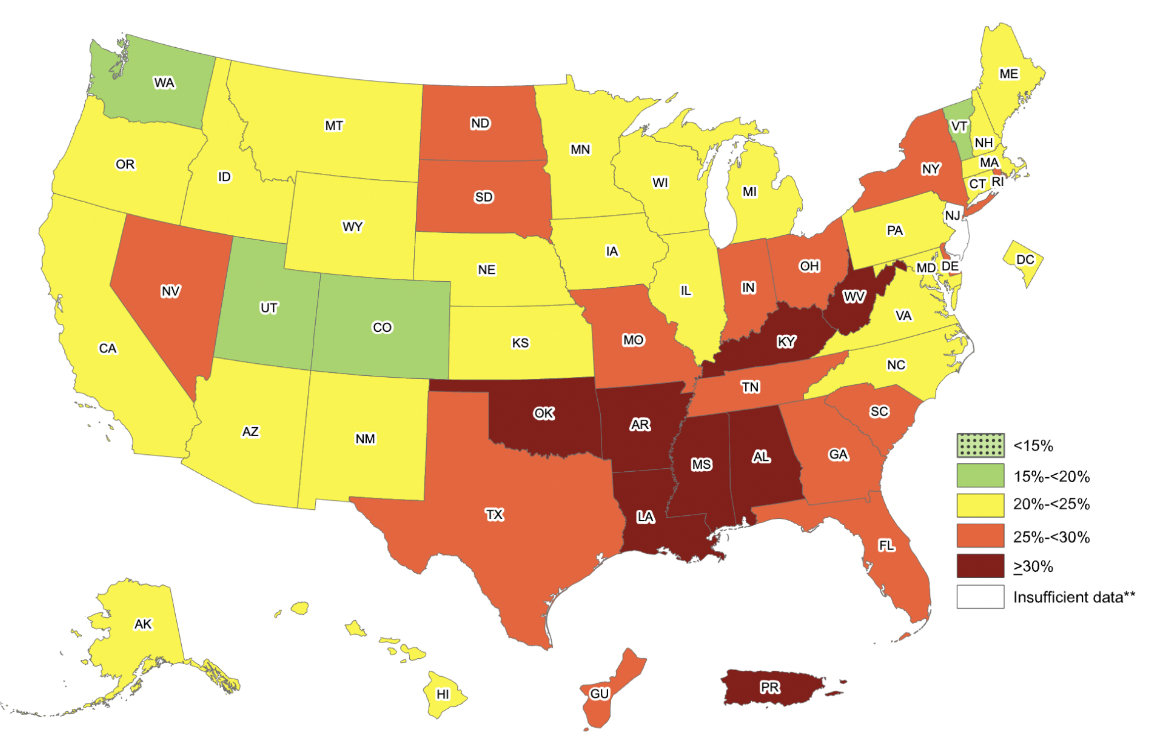 WA
MT
ND
MN
ME
VT
NH
OR
ID
SD
WI
MI
NY
MA
CT
RI
WY
IA
PA
NJ
NE
IL
IN
OH
MD
DE
DC
NV
UT
CO
KS
MO
KY
WV
VA
CA
AZ
NM
OK
AR
TN
NC
SC
MS
AL
GA
TX
LA
FL
AK
HI
GU
PR
<15%
15%-<20%
20%-<25%
25%-<30%
≥30%
Insufficient data**